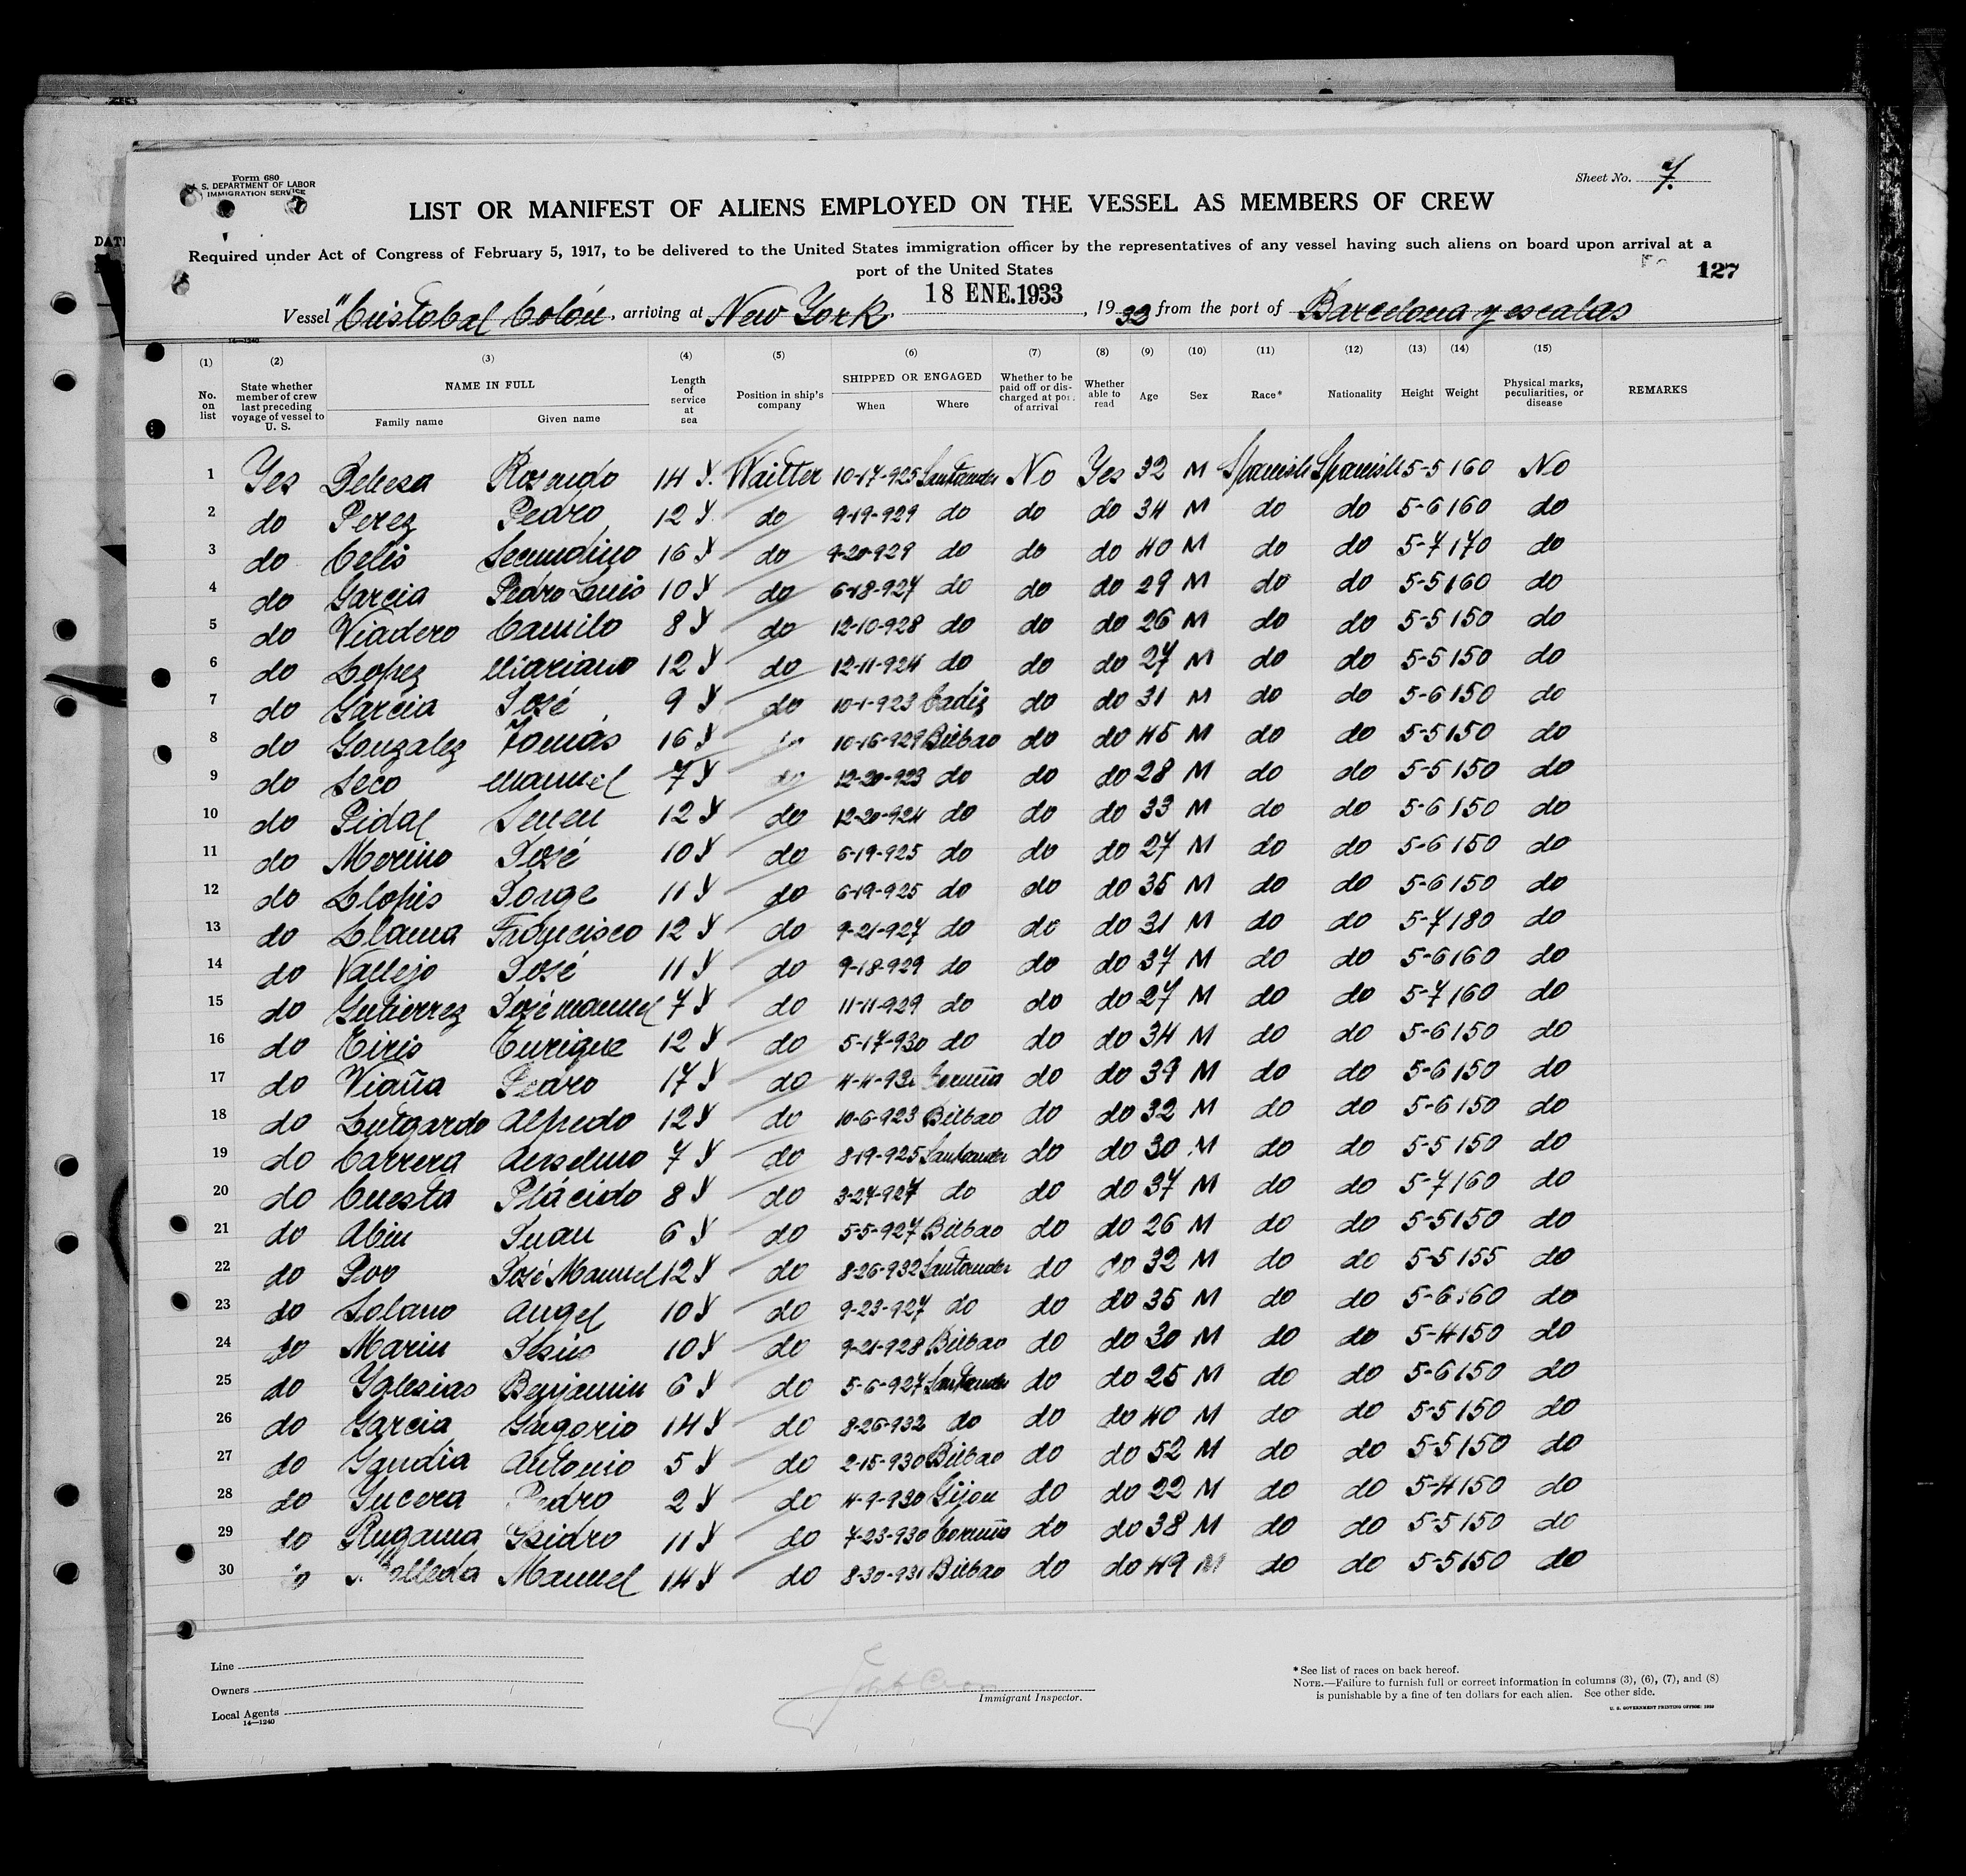 Form 680
U. S. DEPARTMENT OF LABOR
IMMIGRATION SERVICE
Sheet No. 7.
LIST OR MANIFEST OF ALIENS EMPLOYED ON THE VESSEL AS MEMBERS OF CREW
Required under Act of Congress of February 5, 1917, to be delivered to the United States immigration officer by the representatives of any vessel having such aliens on board upon arrival at a
port of the United States
127
Vessel "Cristobal Colón, arriving at New York. 18 ENE. 1933, 1933 from the port of Barcelona y escalas
14—1240
(1) (2) (3) (4) (5) (6) (7) (8) (9) (10) (11) (12) (13) (14) (15)
No. on list State whether member of crew last preceding voyage of vessel to U. S. NAME IN FULL Family name Given name Length of service at sea Position in ship's company SHIPPED OR ENGAGED When Where Whether to be paid off or discharged at port of arrival Whether able to read Age Sex Race* Nationality Height Weight Physical marks, peculiarities, or disease REMARKS
1 Yes Dehesa Rosendo 14 Y. Waitter 10-17-925 Santander No Yes 32 M Spanish Spanish 5-5 160 No
2 do Perez Pedro 12 Y do 9-19-929 do do do 34 M do do 5-6 160 do
3 do Celis Secundino 16 Y do 9-20-929 do do do 40 M do do 5-7 170 do
4 do Garcia Pedro Luis 10 Y do 6-18-927 do do do 29 M do do 5-5 160 do
5 do Viadero Camilo 8 Y do 12-10-928 do do do 26 M do do 5-5 150 do
6 do Lopez Mariano 12 Y do 12-11-924 do do do 27 M do do 5-5 150 do
7 do Garcia José 9 Y do 10-1-923 Cadiz do do 31 M do do 5-6 150 do
8 do Gonzalez Tomás 16 Y do 10-16-929 Bilbao do do 45 M do do 5-5 150 do
9 do Seco Manuel 7 Y do 12-20-923 do do do 28 M do do 5-5 150 do
10 do Pidal Senen 12 Y do 12-20-924 do do do 33 M do do 5-6 150 do
11 do Merino José 10 Y do 6-19-925 do do do 27 M do do 5-6 150 do
12 do Llopis Jorge 11 Y do 6-19-925 do do do 35 M do do 5-6 150 do
13 do Llama Francisco 12 Y do 9-21-927 do do do 31 M do do 5-7 180 do
14 do Vallejo José 11 Y do 9-18-929 do do do 37 M do do 5-6 160 do
15 do Gutierrez José Manuel 7 Y do 11-11-929 do do do 27 M do do 5-7 160 do
16 do Eiris Enrique 12 Y do 5-17-930 do do do 34 M do do 5-6 150 do
17 do Viaña Pedro 17 Y do Coruña do do 39 M do do 5-6 150 do
18 do Lutgardo Alfredo 12 Y do 10-6-923 Bilbao do do 32 M do do 5-6 150 do
19 do Carrera Anselmo 7 Y do 8-19-925 Santander do do 30 M do do 5-5 150 do
20 do Cuesta Plácido 8 Y do 3-27-927 do do do 37 M do do 5-7 160 do
21 do Abin Juan 6 Y do 5-5-927 Bilbao do do 26 M do do 5-5 150 do
22 do Poo José Manuel 12 Y do 8-26-932 Santander do do 32 M do do 5-5 155 do
23 do Solano Angel 10 Y do 9-23-927 do do do 35 M do do 5-6 160 do
24 do Marin Jesús 10 Y do 9-21-928 Bilbao do do 30 M do do 5-4 150 do
25 do Yglesias Benjamin 6 Y do 5-6-927 Santander do do 25 M do do 5-6 150 do
26 do Garcia Gregorio 14 Y do 8-26-932 do do do 40 M do do 5-5 150 do
27 do Gandia Antonio 5 Y do 2-15-930 Bilbao do do 52 M do do 5-5 150 do
28 do Yucera Pedro 2 Y do 4-9-930 Gijon do do 22 M do do 5-4 150 do
29 do Rugama Isidro 11 Y do 7-23-930 Coruña do do 38 M do do 5-5 150 do
30 do Manuel 14 Y do 8-30-931 Bilbao do do 49 M do do 5-5 150 do
Line
Owners
Local Agents
14—1240
Immigrant Inspector.
* See list of races on back hereof.
NOTE.—Failure to furnish full or correct information in columns (3), (6), (7), and (8)
is punishable by a fine of ten dollars for each alien. See other side.
U. S. GOVERNMENT PRINTING OFFICE: 1930